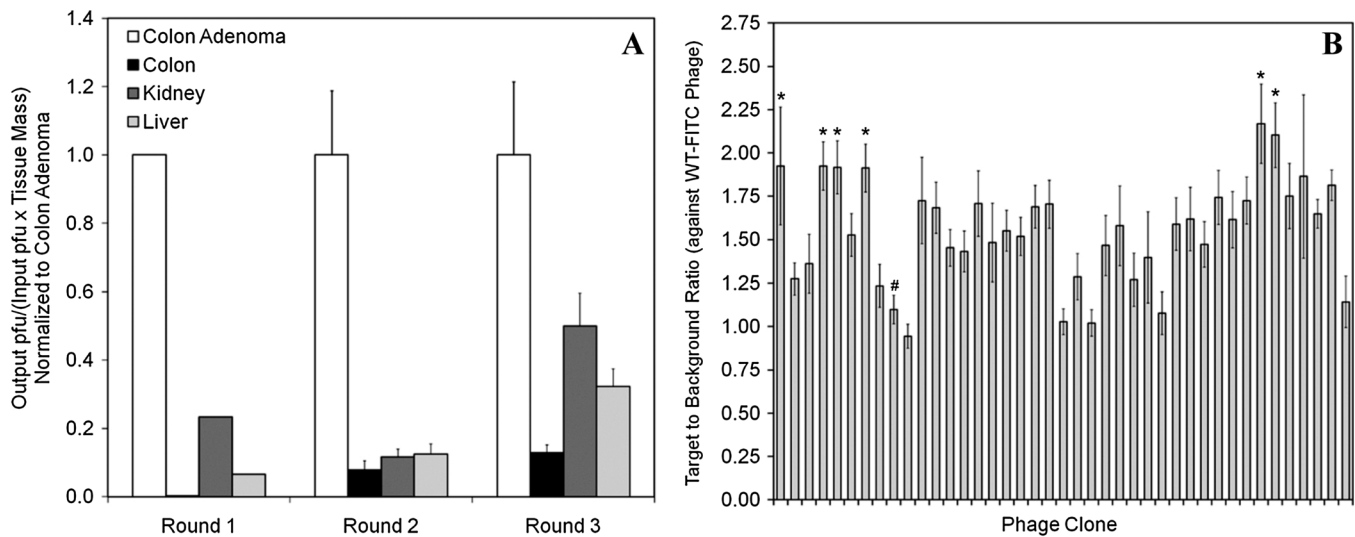 Output pfu/(Input pfu x Tissue Mass)
Normalized to Colon Adenoma
1.4
1.2
1.0
0.8
0.6
0.4
0.2
0.0
Colon Adenoma
Colon
Kidney
Liver
A
Round 1
Round 2
Round 3
Target to Background Ratio (against WT-FITC Phage)
2.75
2.50
2.25
2.00
1.75
1.50
1.25
1.00
0.75
0.50
0.25
0.00
B
*
*
*
*
#
*
*
Phage Clone